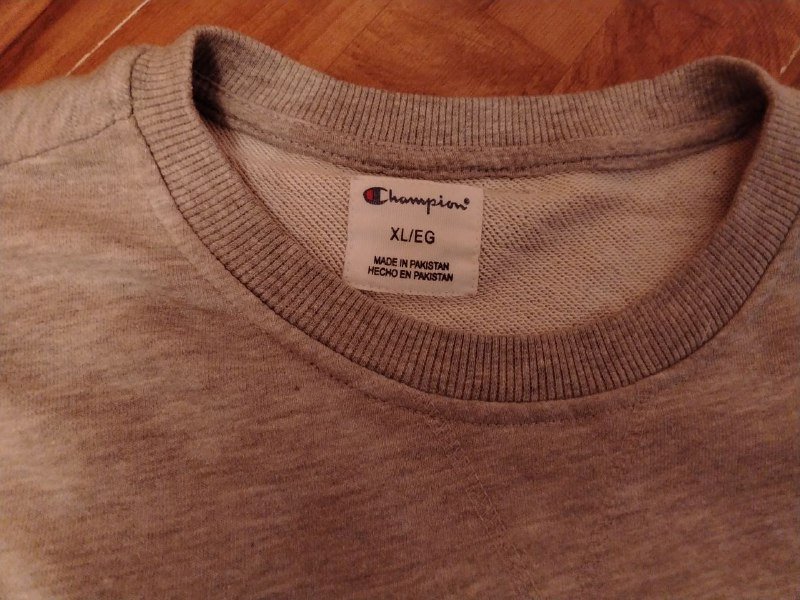 Champion®
XL/EG
MADE IN PAKISTAN
HECHO EN PAKISTAN